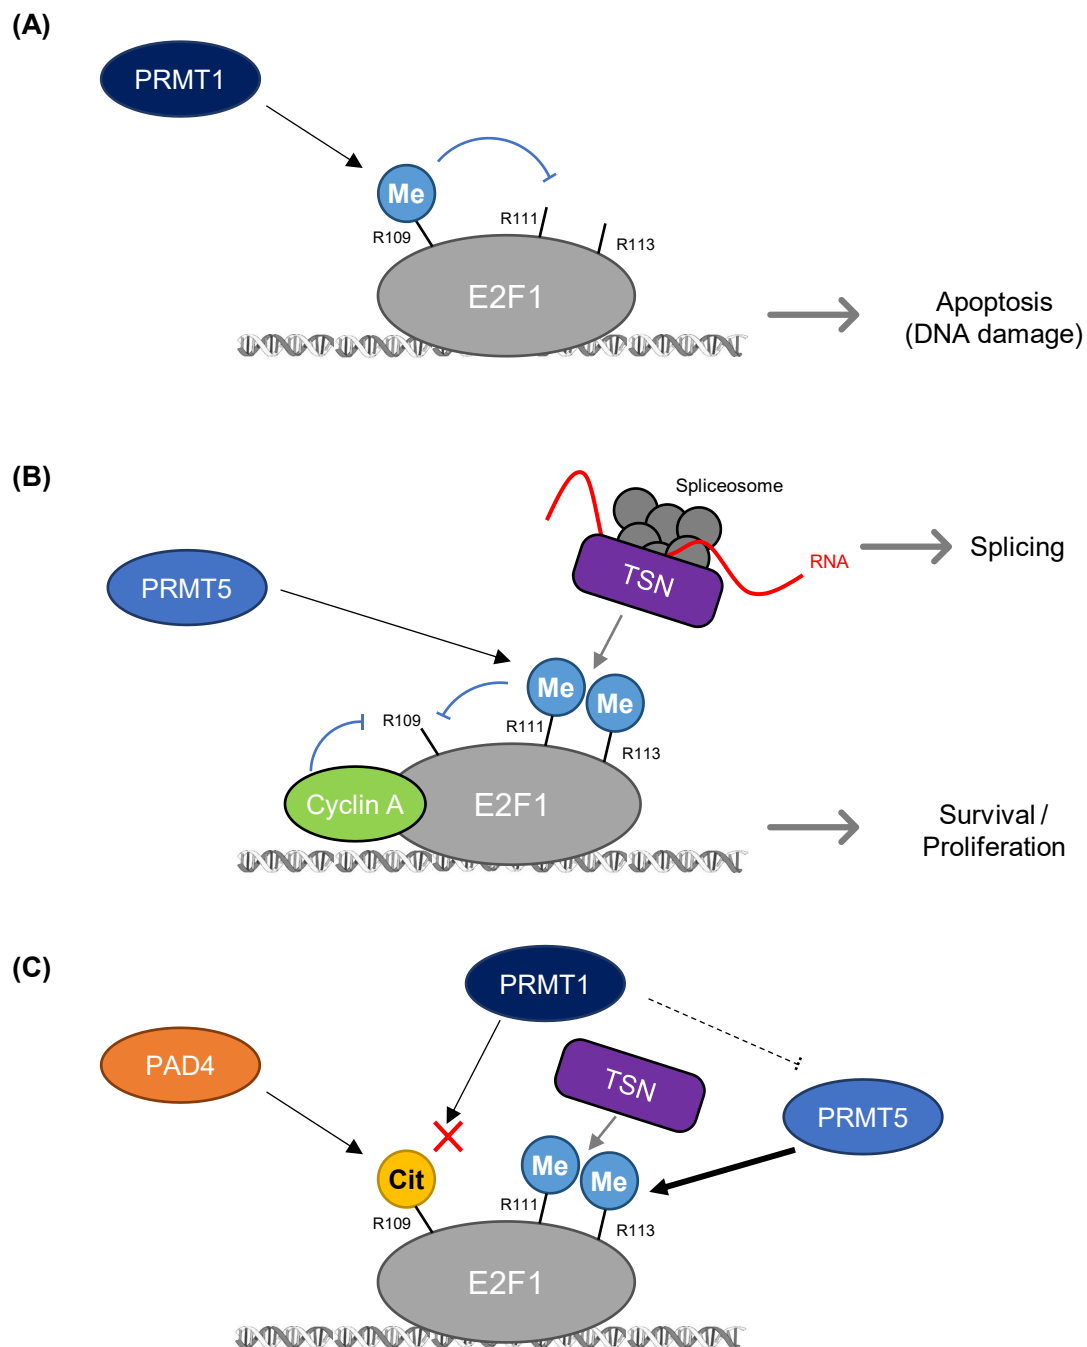 (A)
PRMT1
Me
R109
R111
R113
E2F1
Apoptosis
(DNA damage)
(B)
Spliceosome
RNA
Splicing
TSN
PRMT5
Me
Me
R109
R111
R113
Cyclin A
E2F1
Survival /
Proliferation
(C)
PRMT1
PAD4
TSN
PRMT5
Cit
Me
Me
R109
R111
R113
E2F1